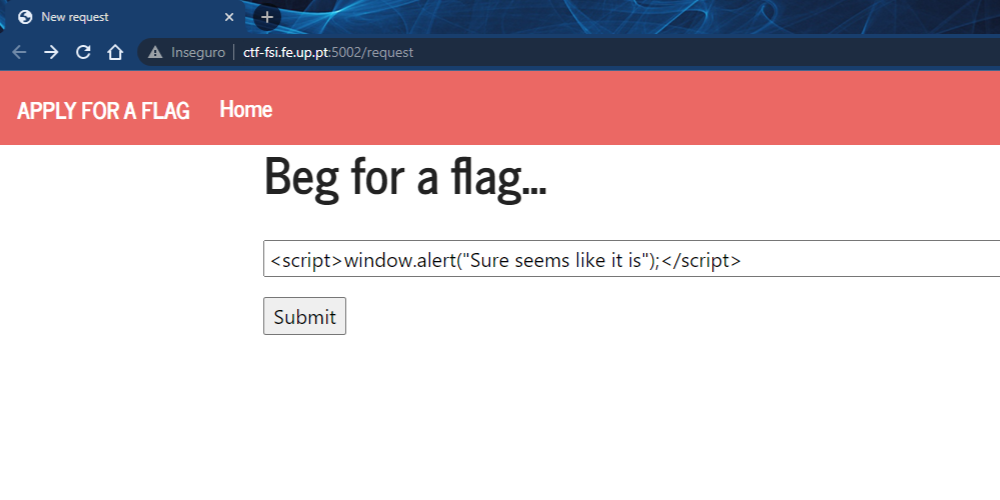 New request
Inseguro ctf-fsi.fe.up.pt:5002/request
APPLY FOR A FLAG Home
Beg for a flag...
<script>window.alert("Sure seems like it is");</script>
Submit